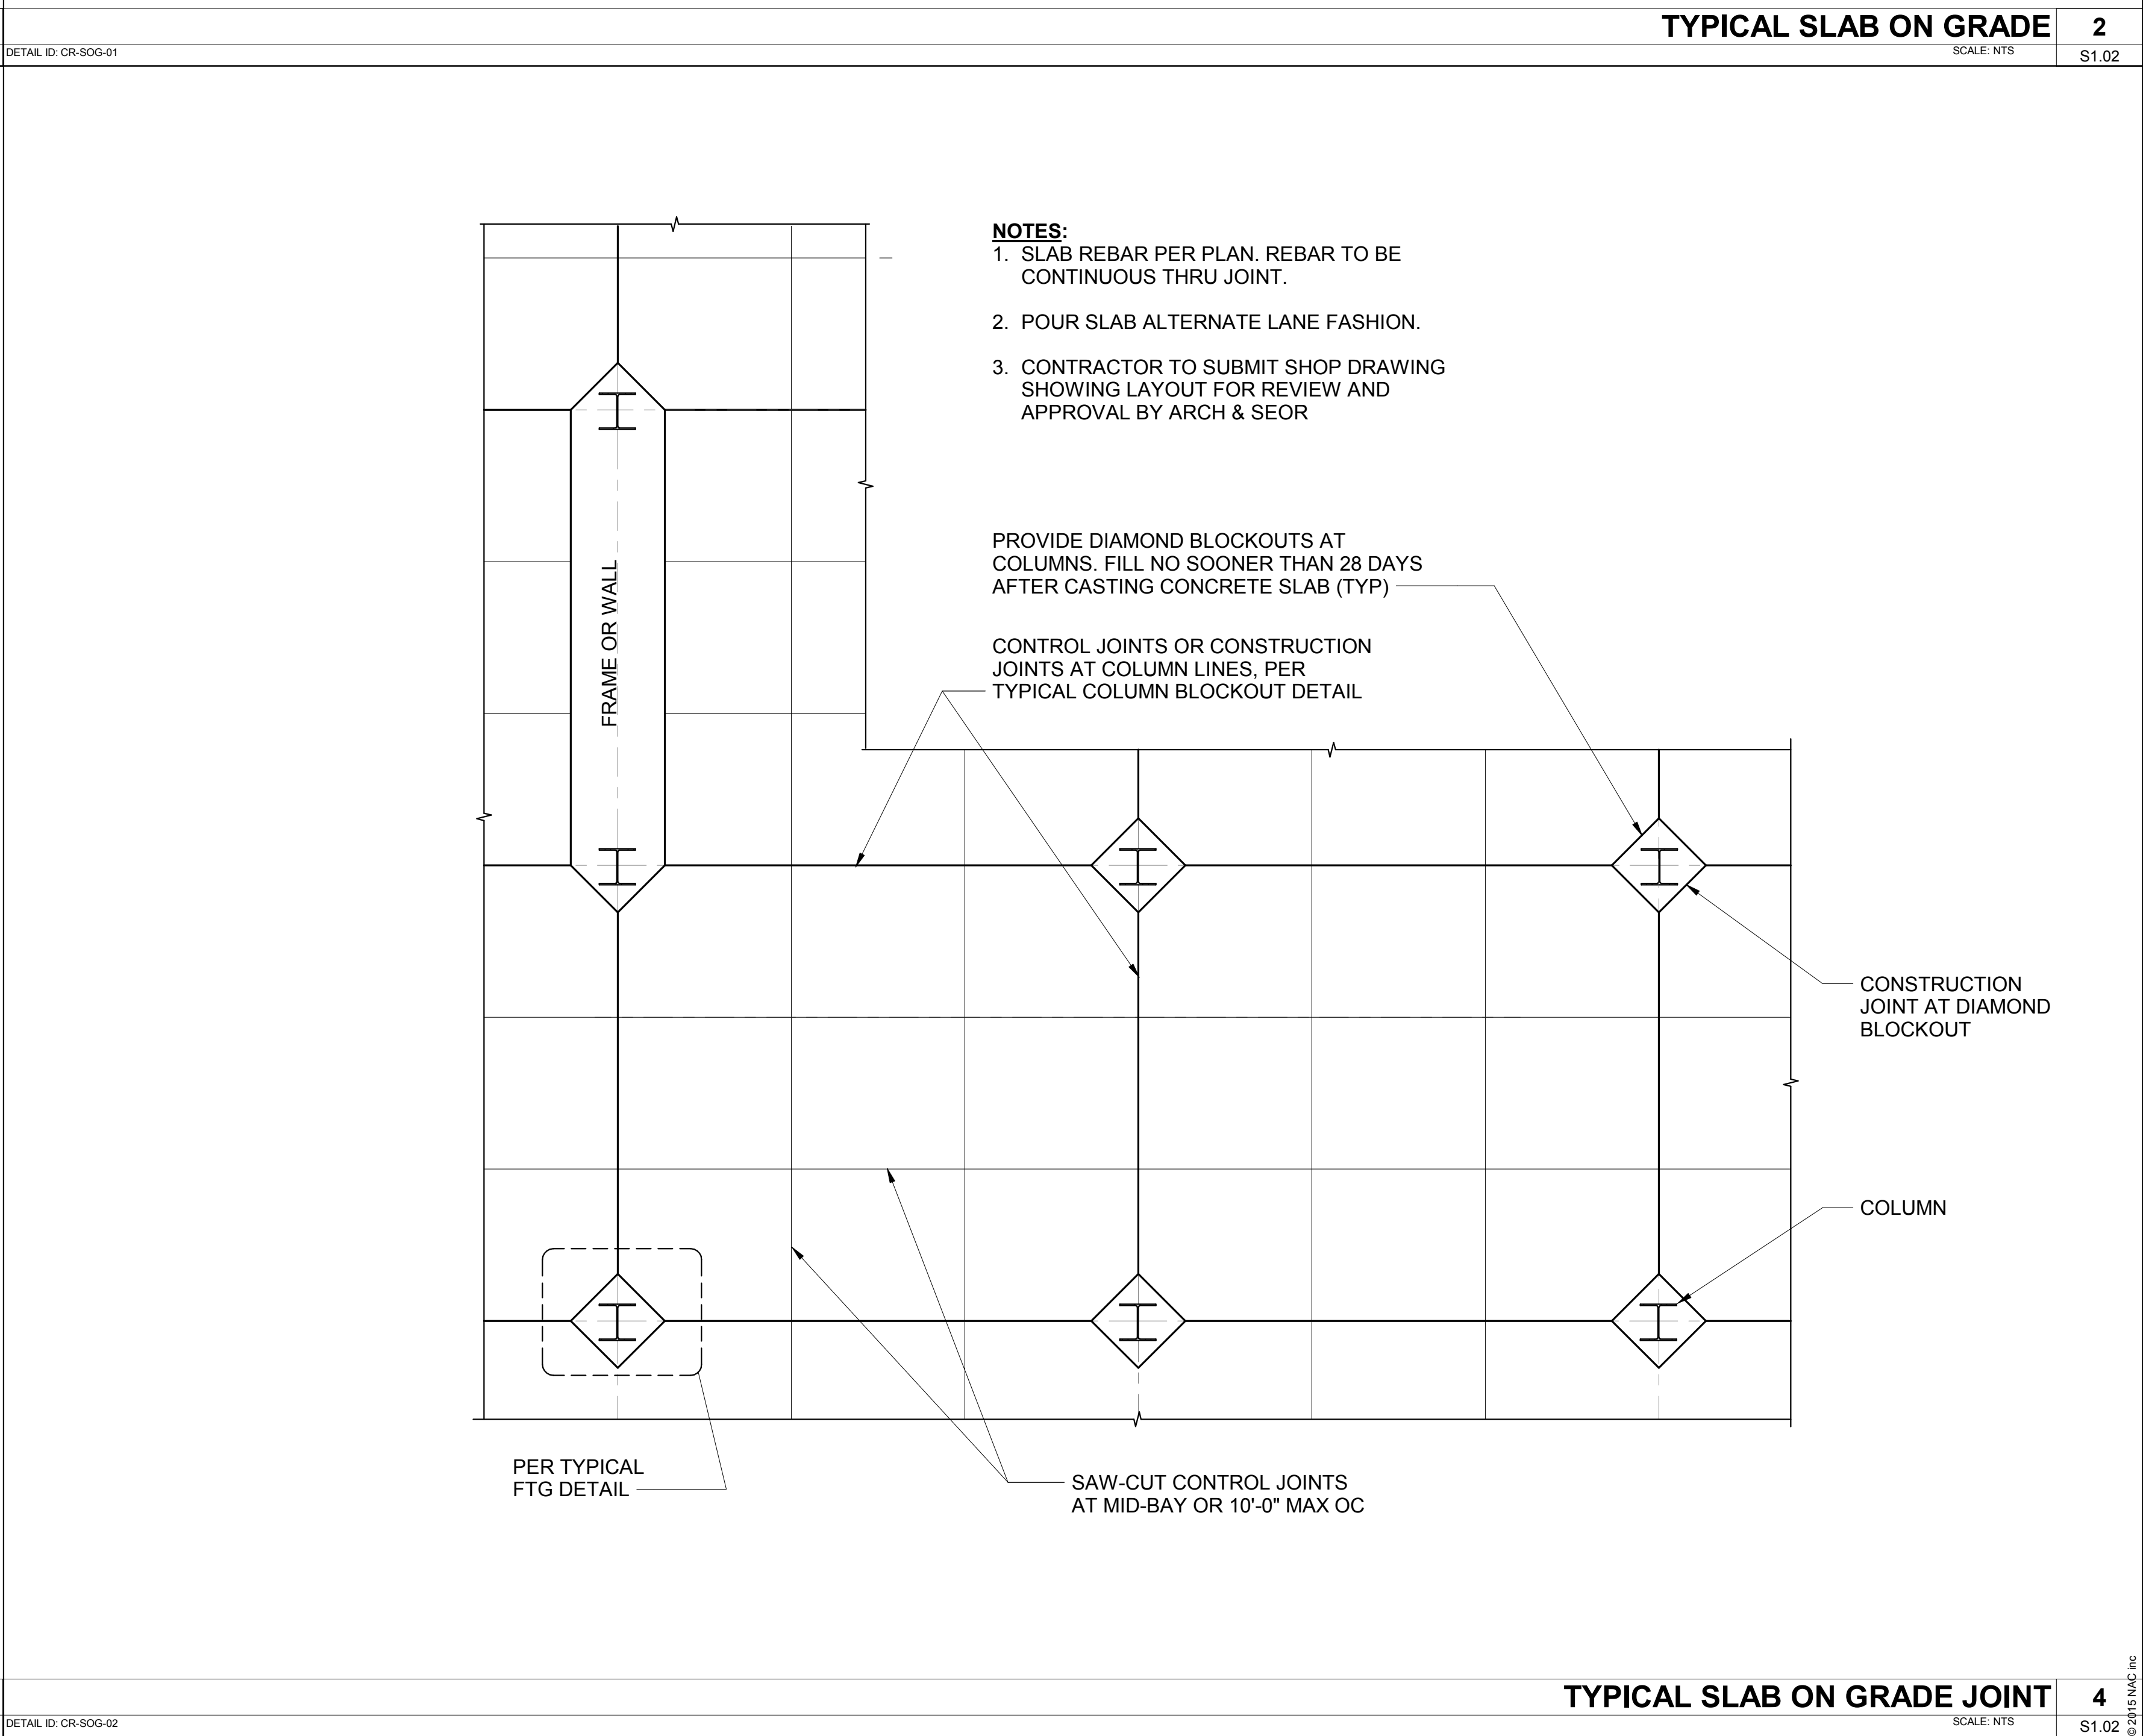 TYPICAL SLAB ON GRADE
2
DETAIL ID: CR-SOG-01
SCALE: NTS
S1.02
NOTES:
1. SLAB REBAR PER PLAN. REBAR TO BE
CONTINUOUS THRU JOINT.
2. POUR SLAB ALTERNATE LANE FASHION.
3. CONTRACTOR TO SUBMIT SHOP DRAWING
SHOWING LAYOUT FOR REVIEW AND
APPROVAL BY ARCH & SEOR
PROVIDE DIAMOND BLOCKOUTS AT
COLUMNS. FILL NO SOONER THAN 28 DAYS
AFTER CASTING CONCRETE SLAB (TYP)
FRAME OR WALL
CONTROL JOINTS OR CONSTRUCTION
JOINTS AT COLUMN LINES, PER
TYPICAL COLUMN BLOCKOUT DETAIL
CONSTRUCTION
JOINT AT DIAMOND
BLOCKOUT
COLUMN
PER TYPICAL
FTG DETAIL
SAW-CUT CONTROL JOINTS
AT MID-BAY OR 10'-0" MAX OC
TYPICAL SLAB ON GRADE JOINT
4
DETAIL ID: CR-SOG-02
SCALE: NTS
S1.02
© 2015 NAC inc